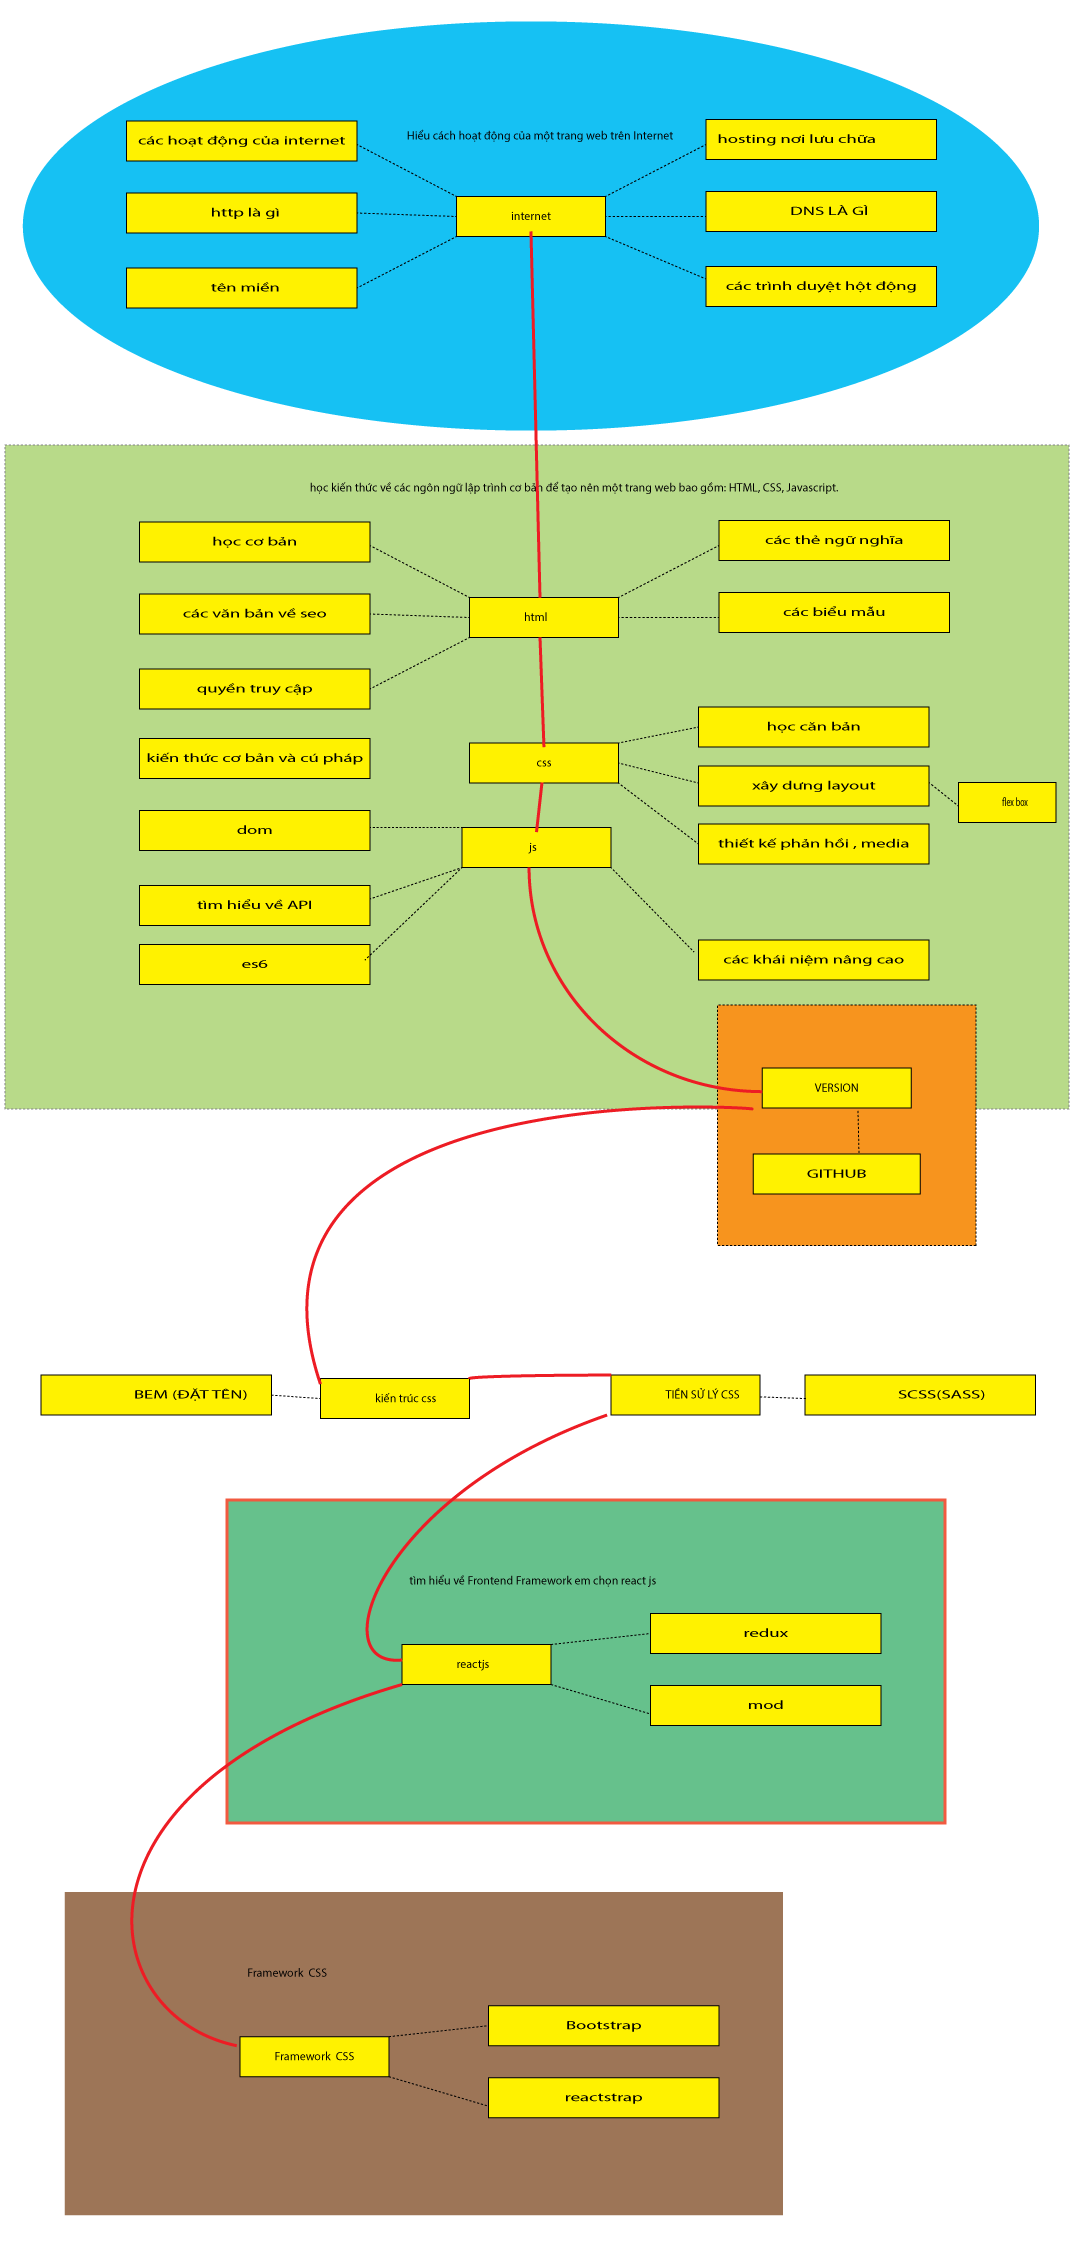 Hiểu cách hoạt động của một trang web trên Internet
các hoạt động của internet
hosting nơi lưu chữa
http là gì
internet
DNS LÀ GÌ
tên miền
các trình duyệt hột động
học kiến thức về các ngôn ngữ lập trình cơ bản để tạo nên một trang web bao gồm: HTML, CSS, Javascript.
học cơ bản
các thẻ ngữ nghĩa
các văn bản về seo
html
các biểu mẫu
quyền truy cập
học căn bản
kiến thức cơ bản và cú pháp
css
xây dưng layout
flex box
dom
js
thiết kế phản hồi , media
tìm hiểu về API
es6
các khái niệm nâng cao
VERSION
GITHUB
BEM (ĐẶT TÊN)
kiến trúc css
TIỀN SỬ LÝ CSS
SCSS(SASS)
tìm hiểu về Frontend Framework em chọn react js
redux
reactjs
mod
Framework CSS
Bootstrap
Framework CSS
reactstrap